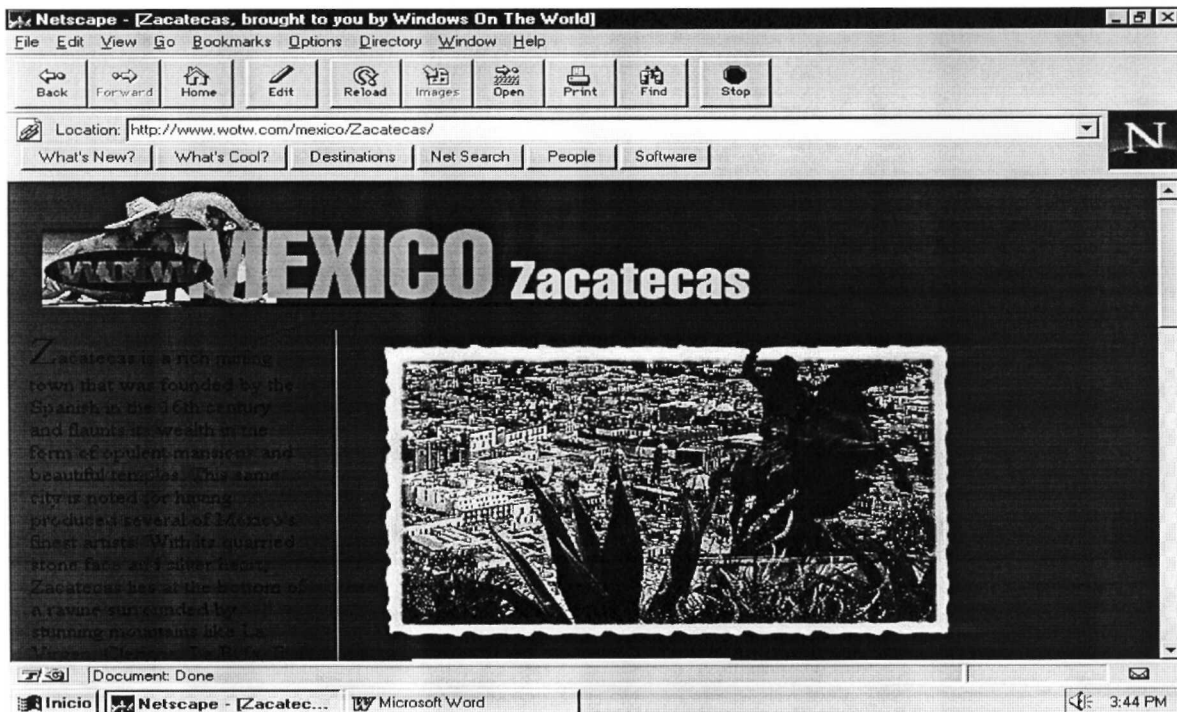 Netscape - [Zacatecas, brought to you by Windows On The World]
File Edit View Go Bookmarks Options Directory Window Help
Back Forward Home Edit Reload Images Open Print Find Stop
Location: http://www.wotw.com/mexico/Zacatecas/
N
What's New? What's Cool? Destinations Net Search People Software
WOTW MEXICO Zacatecas
Zacatecas is a rich mining
town that was founded by the
Spanish in the 16th century
and flaunts its wealth in the
form of opulent mansions and
beautiful temples. This same
city is noted for having
produced several of Mexico's
finest artists. With its quarried
stone face and silver heart,
Zacatecas lies at the bottom of
a ravine surrounded by
stunning mountains like La
Document: Done
Inicio Netscape - [Zacatec... Microsoft Word 3:44 PM